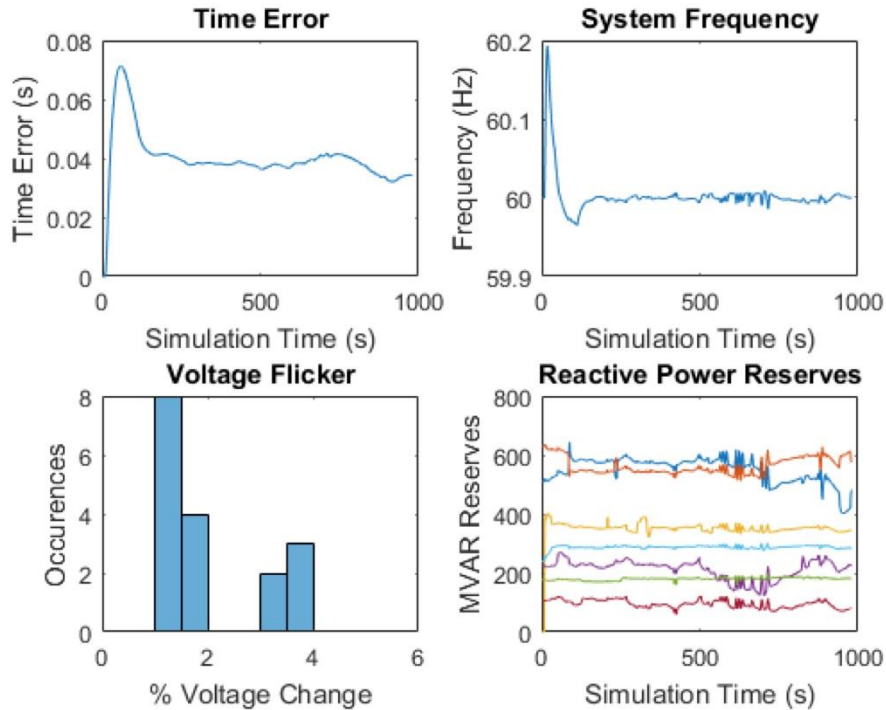 Time Error
Time Error (s)
0.08
0.06
0.04
0.02
0
0 500 1000
Simulation Time (s)
System Frequency
Frequency (Hz)
60.2
60.1
60
59.9
0 500 1000
Simulation Time (s)
Voltage Flicker
Occurences
8
6
4
2
0
0 2 4 6
% Voltage Change
Reactive Power Reserves
MVAR Reserves
800
600
400
200
0
0 500 1000
Simulation Time (s)